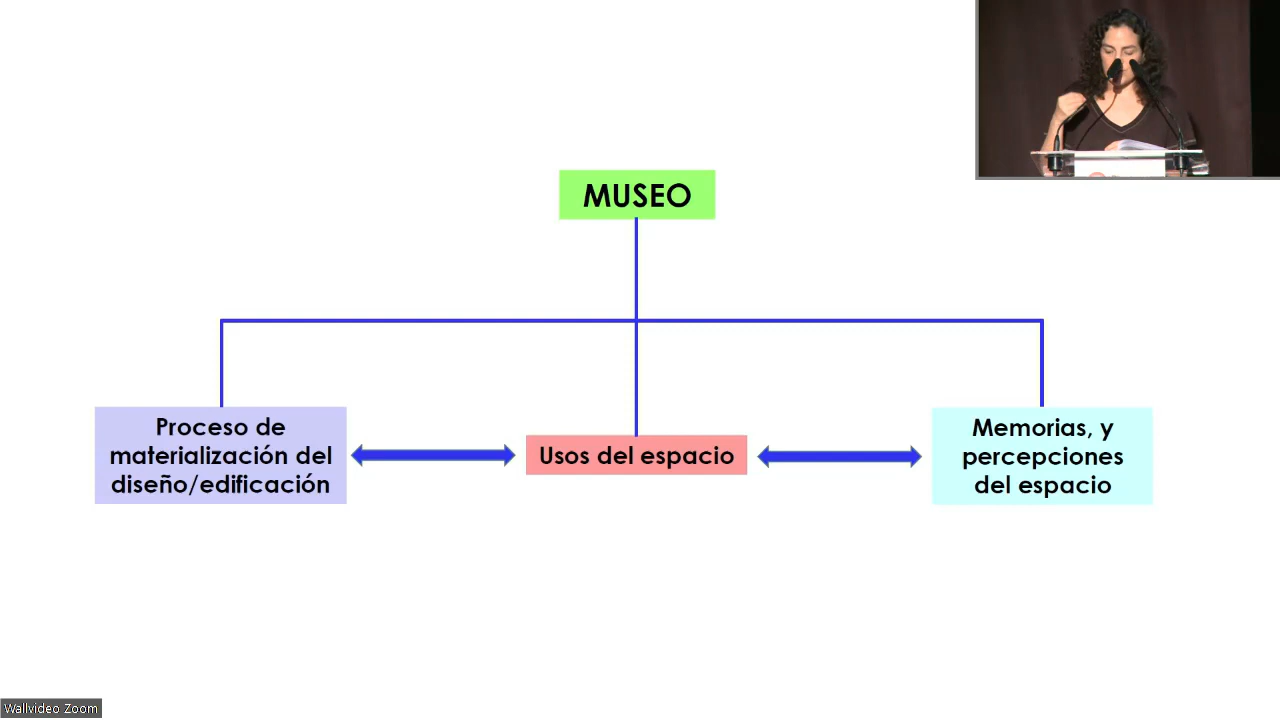 MUSEO
Proceso de
materialización del
diseño/edificación
Usos del espacio
Memorias, y
percepciones
del espacio
Wallvideo Zoom